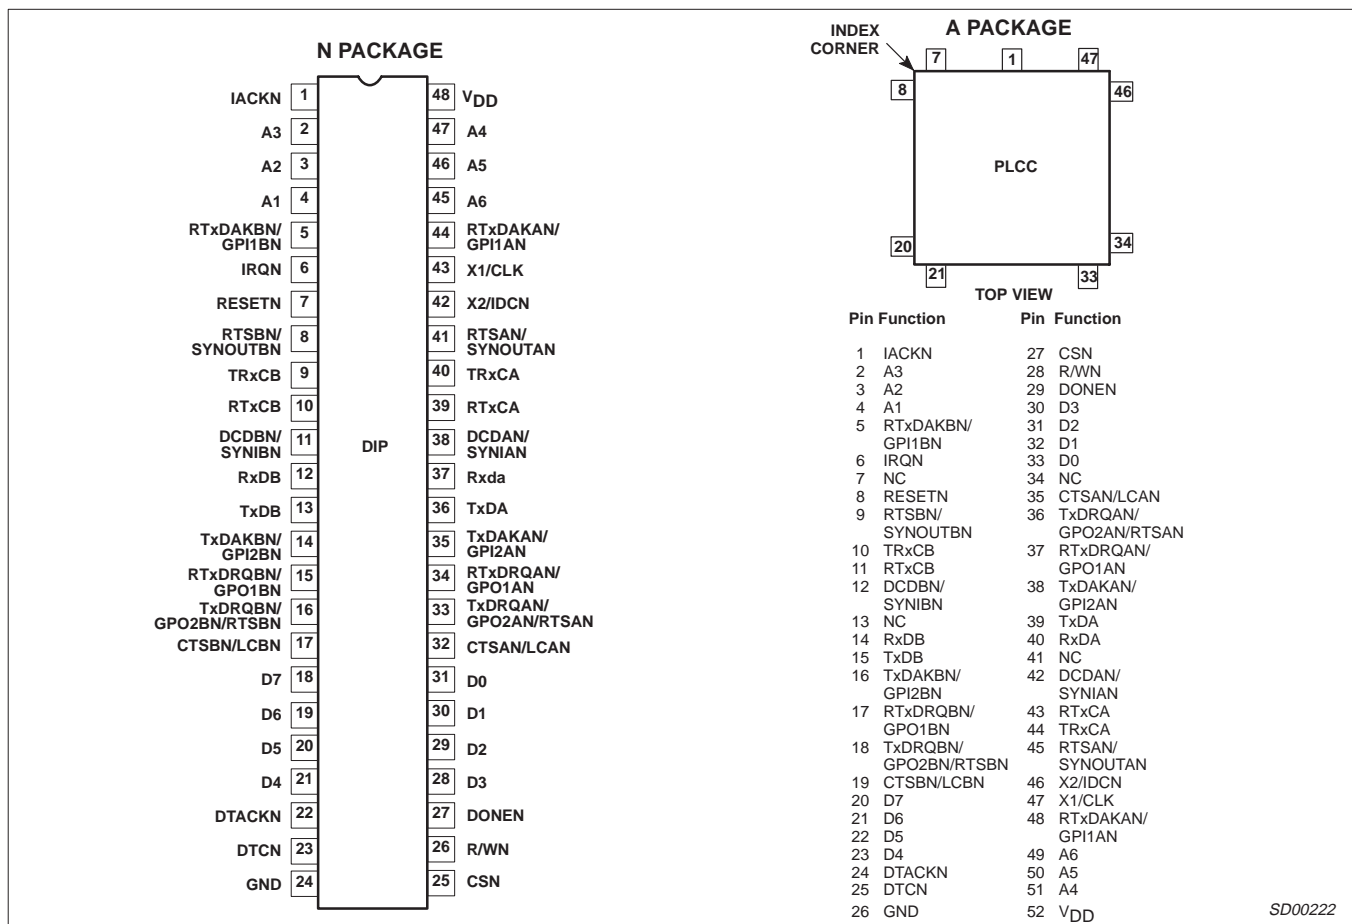 N PACKAGE
IACKN 1
48 VDD
A3 2
47 A4
A2 3
46 A5
A1 4
45 A6
RTxDAKBN/
GPI1BN 5
44 RTxDAKAN/
GPI1AN
IRQN 6
43 X1/CLK
RESETN 7
42 X2/IDCN
RTSBN/
SYNOUTBN 8
41 RTSAN/
SYNOUTAN
TRxCB 9
40 TRxCA
RTxCB 10
39 RTxCA
DCDBN/
SYNIBN 11
38 DCDAN/
SYNIAN
DIP
RxDB 12
37 Rxda
TxDB 13
36 TxDA
TxDAKBN/
GPI2BN 14
35 TxDAKAN/
GPI2AN
RTxDRQBN/
GPO1BN 15
34 RTxDRQAN/
GPO1AN
TxDRQBN/
GPO2BN/RTSBN 16
33 TxDRQAN/
GPO2AN/RTSAN
CTSBN/LCBN 17
32 CTSAN/LCAN
D7 18
31 D0
D6 19
30 D1
D5 20
29 D2
D4 21
28 D3
DTACKN 22
27 DONEN
DTCN 23
26 R/WN
GND 24
25 CSN
INDEX
CORNER
A PACKAGE
7
1
47
8
46
PLCC
20
34
21
33
TOP VIEW
Pin Function
1 IACKN
2 A3
3 A2
4 A1
5 RTxDAKBN/
GPI1BN
6 IRQN
7 NC
8 RESETN
9 RTSBN/
SYNOUTBN
10 TRxCB
11 RTxCB
12 DCDBN/
SYNIBN
13 NC
14 RxDB
15 TxDB
16 TxDAKBN/
GPI2BN
17 RTxDRQBN/
GPO1BN
18 TxDRQBN/
GPO2BN/RTSBN
19 CTSBN/LCBN
20 D7
21 D6
22 D5
23 D4
24 DTACKN
25 DTCN
26 GND
Pin Function
27 CSN
28 R/WN
29 DONEN
30 D3
31 D2
32 D1
33 D0
34 NC
35 CTSAN/LCAN
36 TxDRQAN/
GPO2AN/RTSAN
37 RTxDRQAN/
GPO1AN
38 TxDAKAN/
GPI2AN
39 TxDA
40 RxDA
41 NC
42 DCDAN/
SYNIAN
43 RTxCA
44 TRxCA
45 RTSAN/
SYNOUTAN
46 X2/IDCN
47 X1/CLK
48 RTxDAKAN/
GPI1AN
49 A6
50 A5
51 A4
52 VDD
SD00222